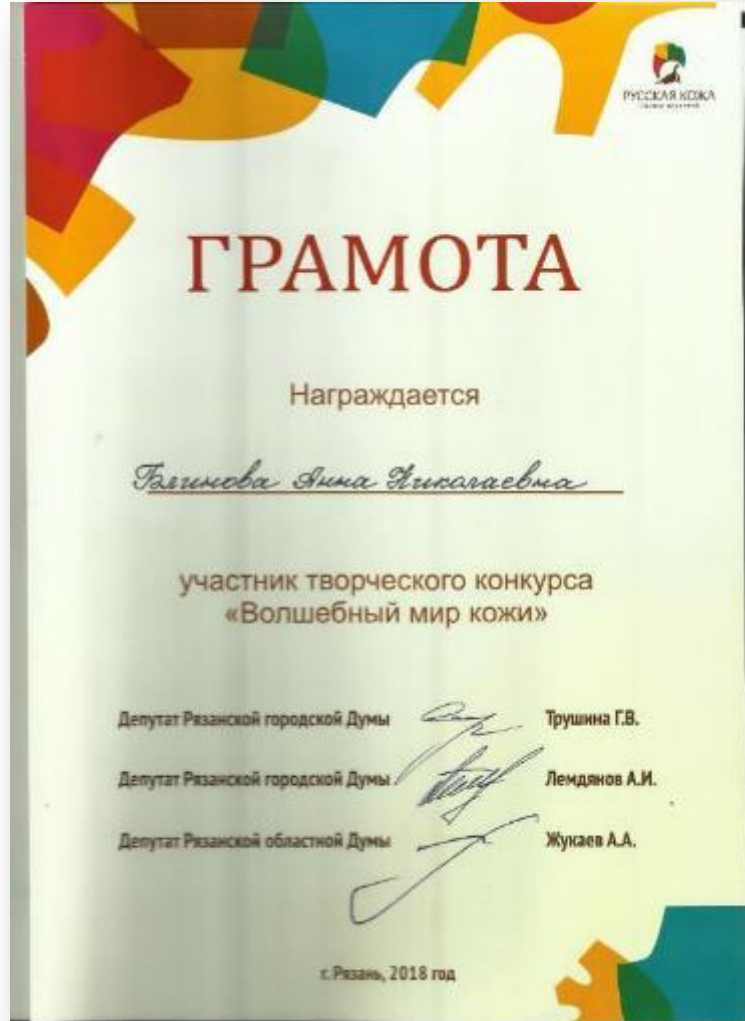 РУССКАЯ КОЖА
ГРАМОТА
Награждается
Анна Николаевна
участник творческого конкурса
«Волшебный мир кожи»
Депутат Рязанской городской Думы Трушина Г.В.
Депутат Рязанской городской Думы Лемдянов А.И.
Депутат Рязанской областной Думы Жукаев А.А.
г. Рязань, 2018 год